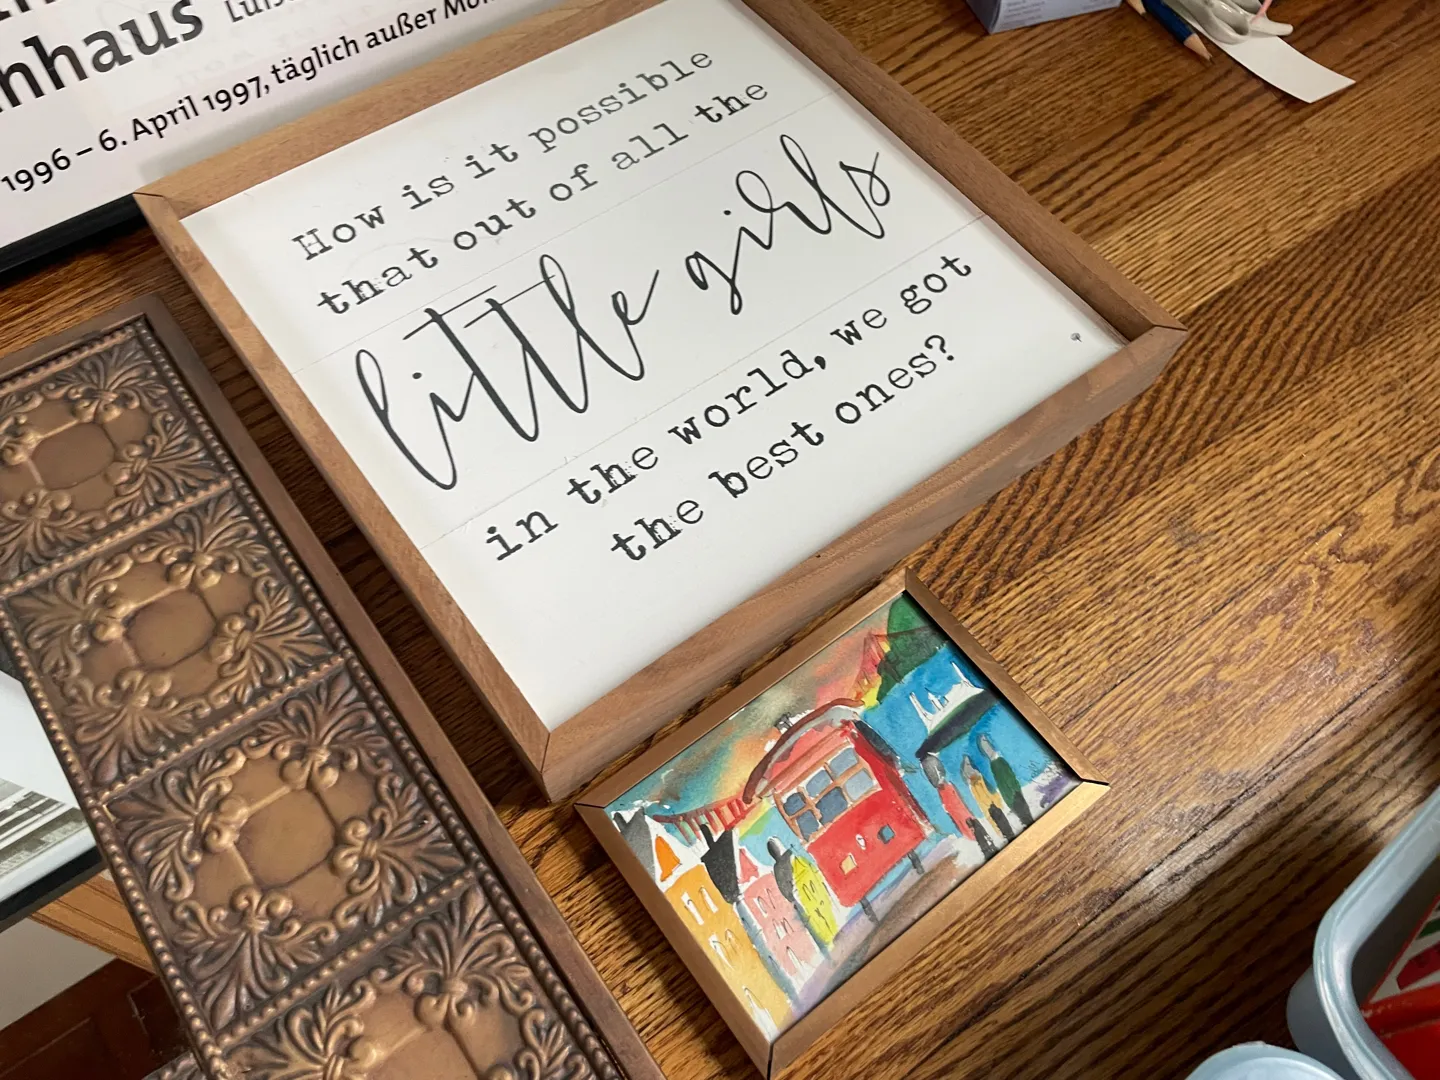 nhaus
1996 – 6. April 1997, täglich außer
How is it possible
that out of all the
little girls
in the world, we got
the best ones?